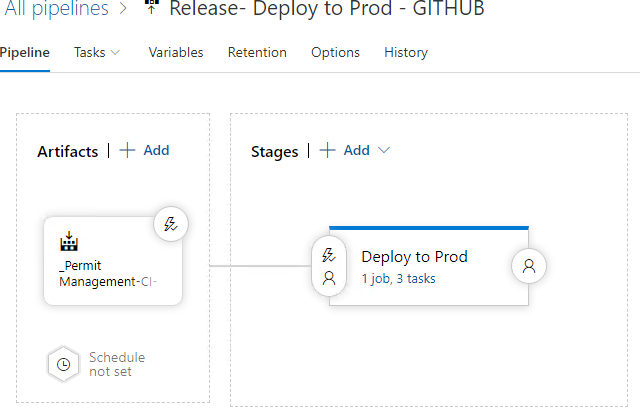 All pipelines > Release- Deploy to Prod - GITHUB
Pipeline Tasks Variables Retention Options History
Artifacts | + Add
Stages | + Add
_Permit
Management-CI-
Deploy to Prod
1 job, 3 tasks
Schedule
not set